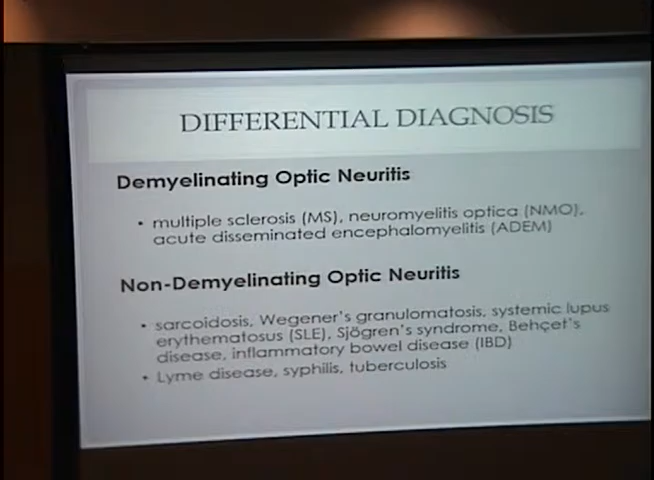 DIFFERENTIAL DIAGNOSIS
Demyelinating Optic Neuritis
• multiple sclerosis (MS), neuromyelitis optica (NMO),
acute disseminated encephalomyelitis (ADEM)
Non-Demyelinating Optic Neuritis
• sarcoidosis, Wegener's granulomatosis, systemic lupus
erythematosus (SLE), Sjögren's syndrome, Behçet's
disease, inflammatory bowel disease (IBD)
• Lyme disease, syphilis, tuberculosis